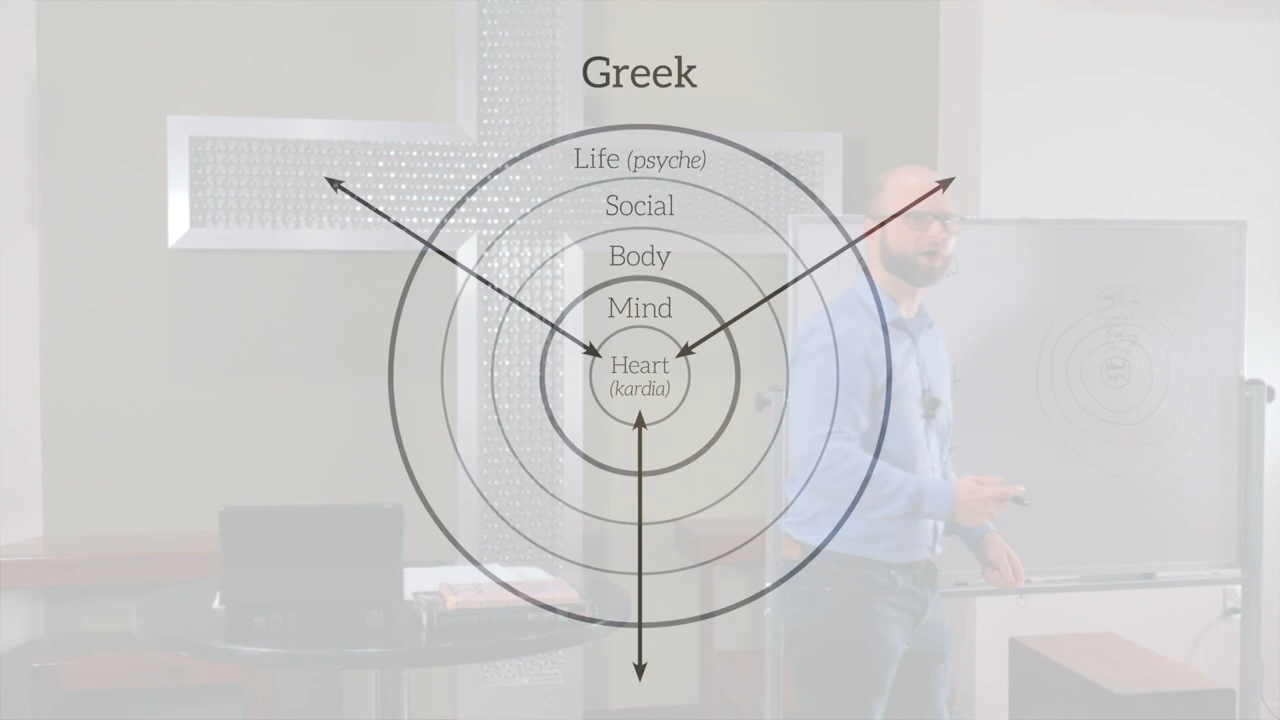 Greek
Life (psyche)
Social
Body
Mind
Heart
(kardia)